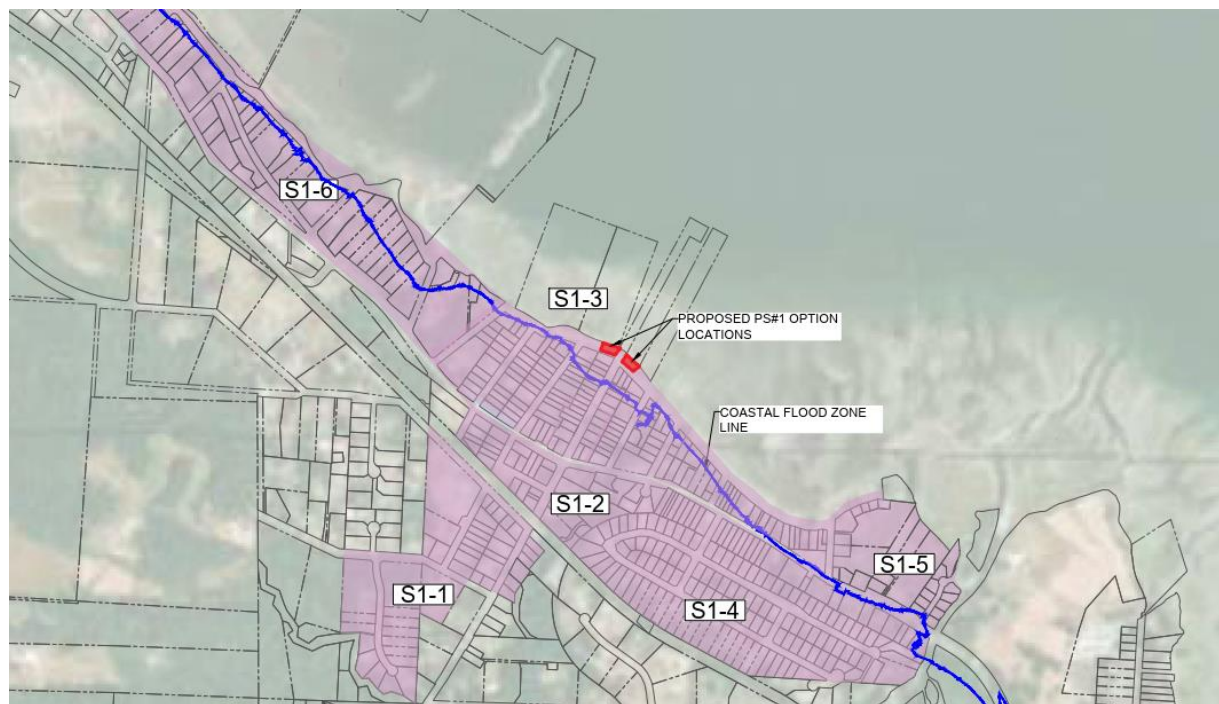 S1-6
S1-3
PROPOSED PS#1 OPTION
LOCATIONS
COASTAL FLOOD ZONE
LINE
S1-2
S1-5
S1-1
S1-4